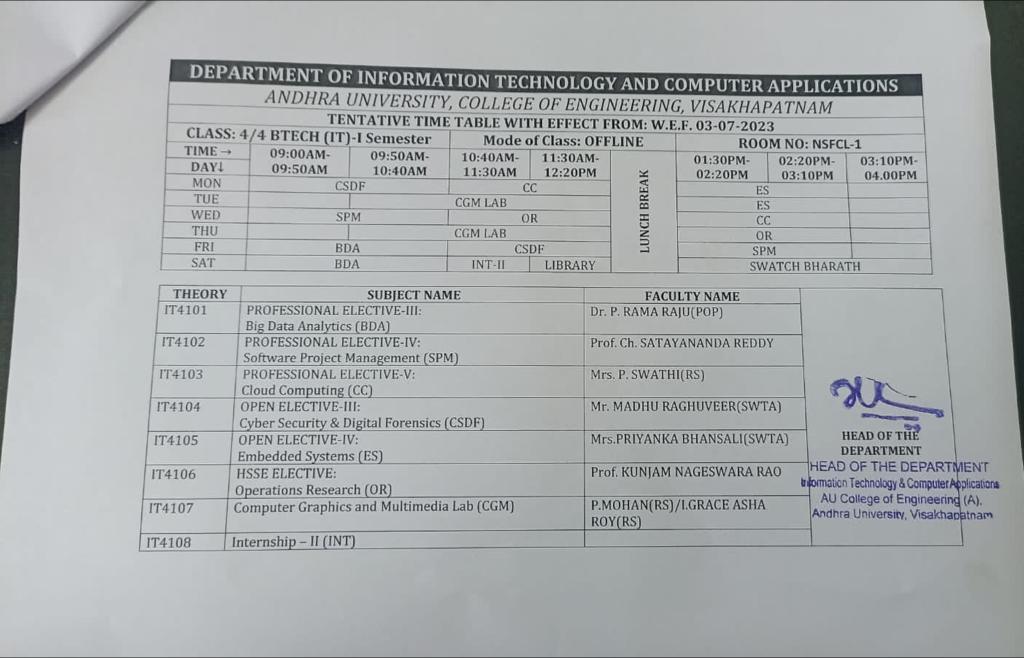 DEPARTMENT OF INFORMATION TECHNOLOGY AND COMPUTER APPLICATIONS
ANDHRA UNIVERSITY, COLLEGE OF ENGINEERING, VISAKHAPATNAM
TENTATIVE TIME TABLE WITH EFFECT FROM: W.E.F. 03-07-2023
CLASS: 4/4 BTECH (IT)-I Semester Mode of Class: OFFLINE ROOM NO: NSFCL-1
TIME→ 09:00AM- 09:50AM- 10:40AM- 11:30AM- 01:30PM- 02:20PM- 03:10PM-
DAY↓ 09:50AM 10:40AM 11:30AM 12:20PM 02:20PM 03:10PM 04.00PM
LUNCH BREAK
MON CSDF CC ES
TUE CGM LAB ES
WED SPM OR CC
THU CGM LAB OR
FRI BDA CSDF SPM
SAT BDA INT-II LIBRARY SWATCH BHARATH
THEORY SUBJECT NAME FACULTY NAME
IT4101 PROFESSIONAL ELECTIVE-III: Dr. P. RAMA RAJU(POP)
Big Data Analytics (BDA)
IT4102 PROFESSIONAL ELECTIVE-IV: Prof. Ch. SATAYANANDA REDDY
Software Project Management (SPM)
IT4103 PROFESSIONAL ELECTIVE-V: Mrs. P. SWATHI(RS)
Cloud Computing (CC)
IT4104 OPEN ELECTIVE-III: Mr. MADHU RAGHUVEER(SWTA)
Cyber Security & Digital Forensics (CSDF)
IT4105 OPEN ELECTIVE-IV: Mrs.PRIYANKA BHANSALI(SWTA)
Embedded Systems (ES)
IT4106 HSSE ELECTIVE: Prof. KUNJAM NAGESWARA RAO
Operations Research (OR)
IT4107 Computer Graphics and Multimedia Lab (CGM) P.MOHAN(RS)/I.GRACE ASHA
ROY(RS)
IT4108 Internship – II (INT)
HEAD OF THE
DEPARTMENT
HEAD OF THE DEPARTMENT
Information Technology & Computer Applications
AU College of Engineering (A),
Andhra University, Visakhapatnam